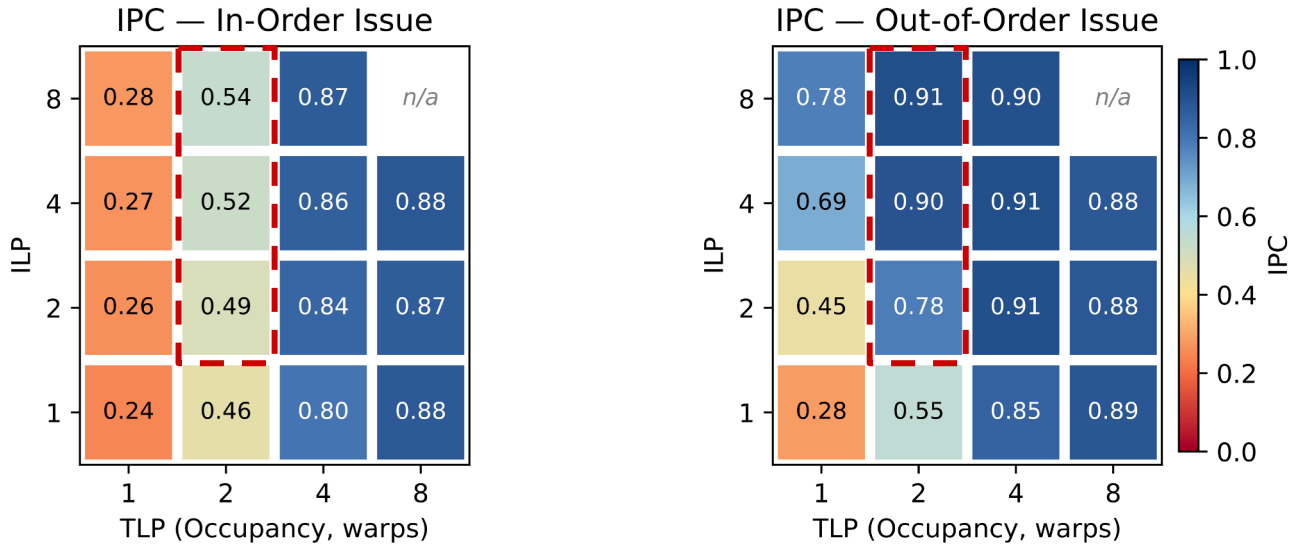 IPC — In-Order Issue
8 0.28 0.54 0.87 n/a
4 0.27 0.52 0.86 0.88
2 0.26 0.49 0.84 0.87
1 0.24 0.46 0.80 0.88
ILP
1 2 4 8
TLP (Occupancy, warps)
IPC — Out-of-Order Issue
8 0.78 0.91 0.90 n/a
4 0.69 0.90 0.91 0.88
2 0.45 0.78 0.91 0.88
1 0.28 0.55 0.85 0.89
ILP
1 2 4 8
TLP (Occupancy, warps)
1.0
0.8
0.6
0.4
0.2
0.0
IPC